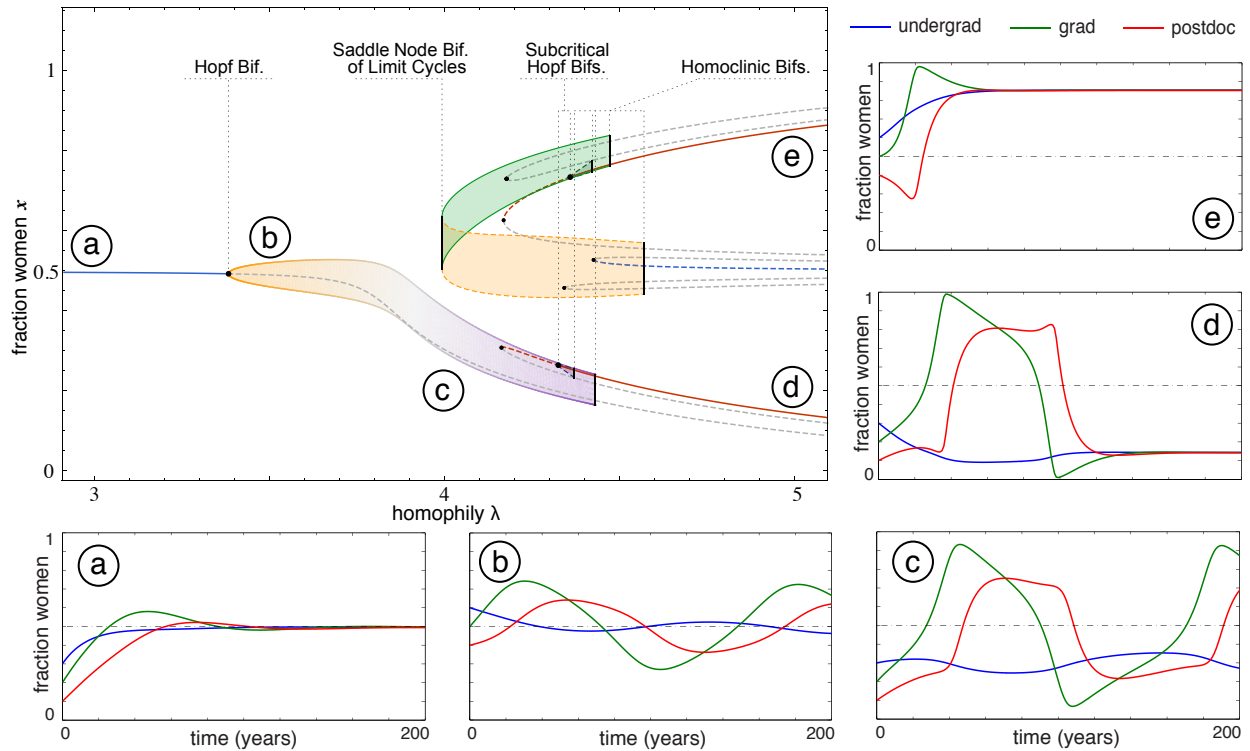 undergrad grad postdoc
Hopf Bif.
Saddle Node Bif.
of Limit Cycles
Subcritical
Hopf Bifs.
Homoclinic Bifs.
1
0.5
0
fraction women x
a
b
c
d
e
3 4 5
homophily λ
1
fraction women
0
e
1
fraction women
0
d
1
fraction women
0
a
0 200
time (years)
b
0 200
time (years)
c
0 200
time (years)